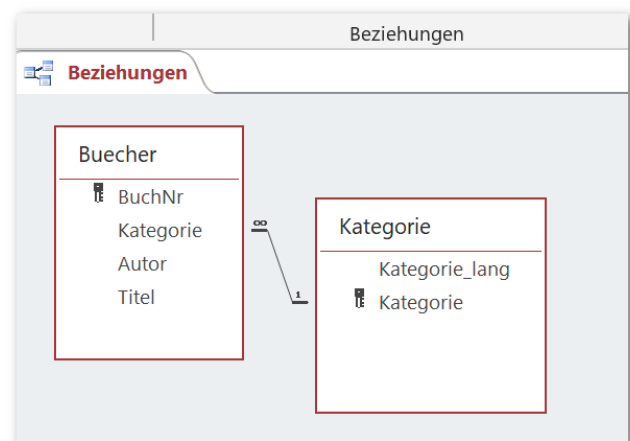 Beziehungen
Beziehungen
Buecher
BuchNr
Kategorie
Autor
Titel
∞
1
Kategorie
Kategorie_lang
Kategorie